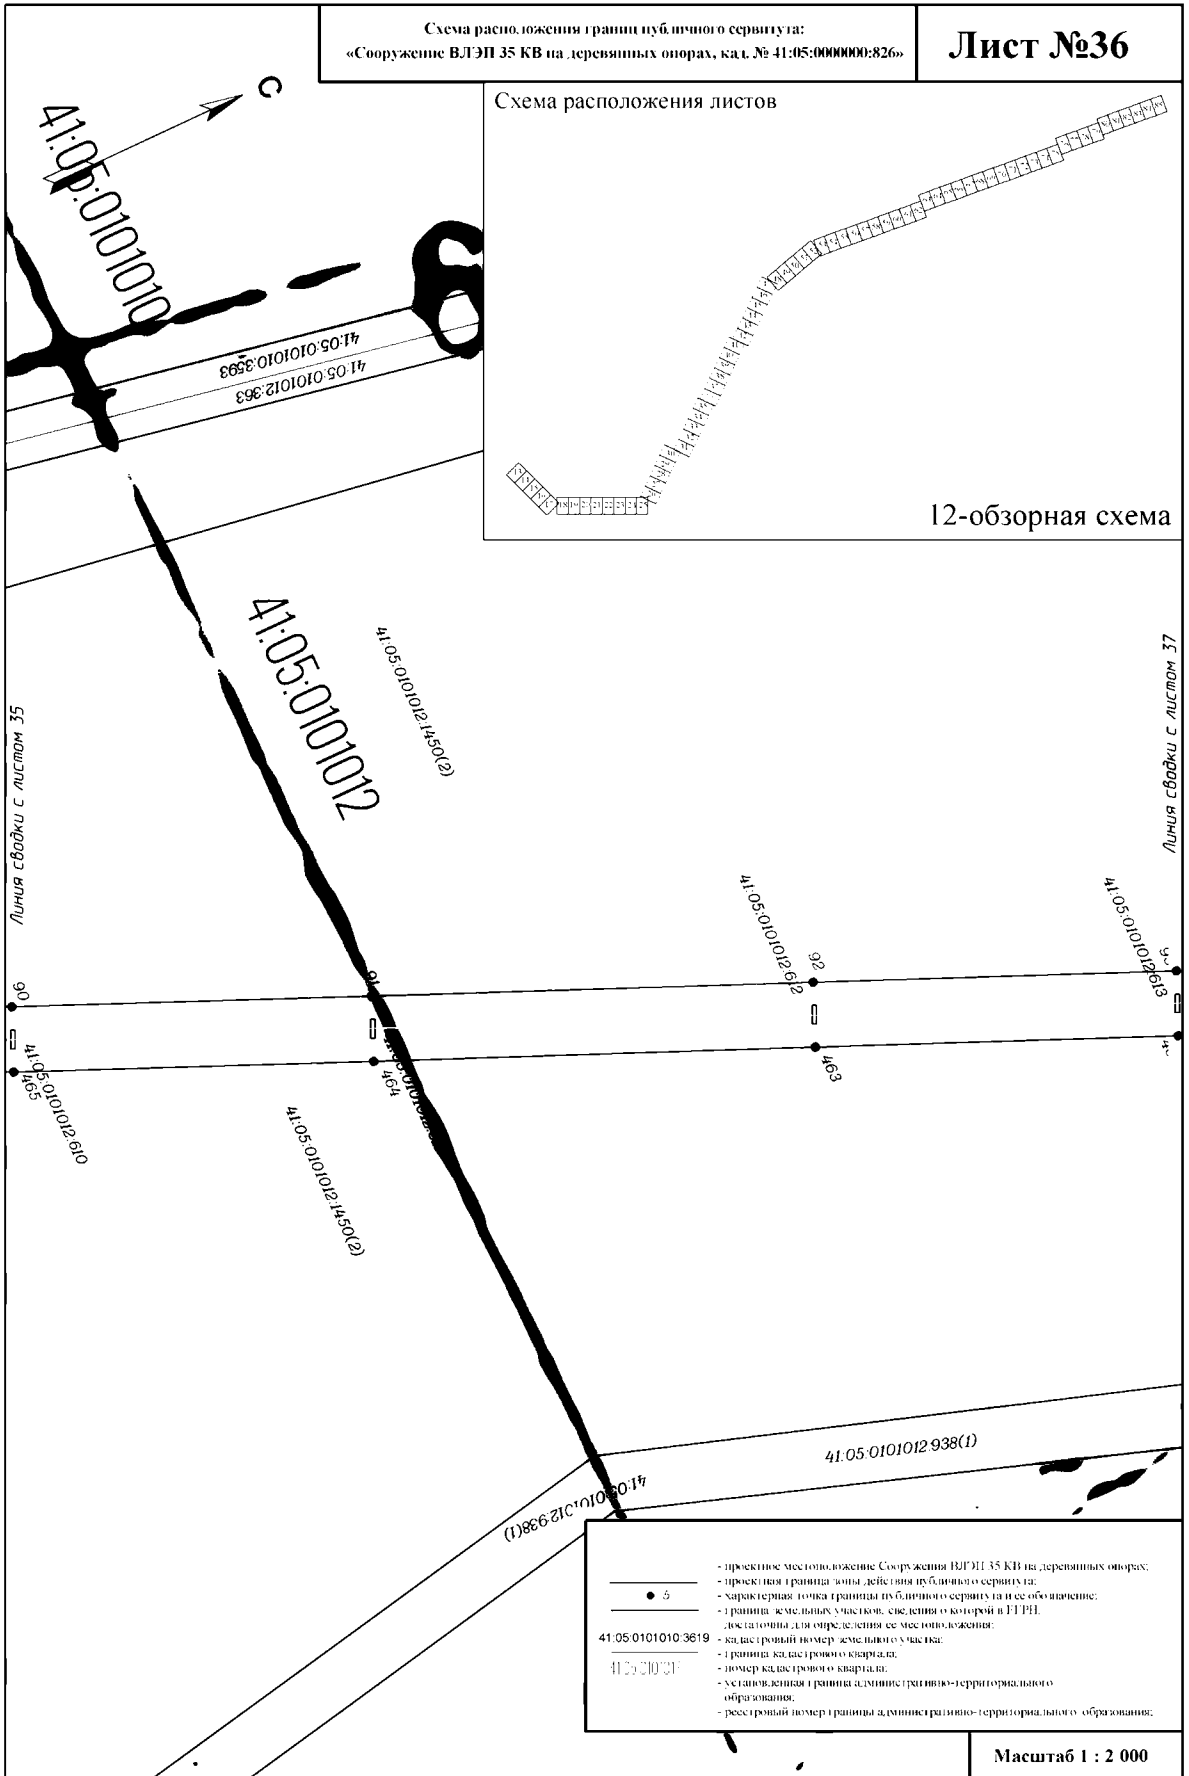 Схема расположения границ публичного сервитута:
«Сооружение ВЛЭП 35 КВ на деревянных опорах, кад. № 41:05:0000000:826»
Лист №36
С
Схема расположения листов
12-обзорная схема
41:05:0101010
41:05:0101010:3593
41:05:0101012:363
41:05:0101012
41:05:0101012:1450(2)
Линия сводки с листом 35
Линия сводки с листом 37
41:05:0101012:612
92
41:05:0101012:613
90
91
41:05:0101012:610
465
464
463
41:05:0101012:1450(2)
41:05:0101012:938(1)
41:05:0101012:938(1)
- проектное местоположение Сооружения ВЛЭП 35 КВ на деревянных опорах;
- проектная граница зоны действия публичного сервитута;
- характерная точка границы публичного сервитута и ее обозначение;
- граница земельных участков, сведения о которой в ЕГРН,
достаточны для определения ее местоположения;
41:05:0101010:3619 - кадастровый номер земельного участка;
- граница кадастрового квартала;
- номер кадастрового квартала;
- установленная граница административно-территориального
образования;
- реестровый номер границы административно-территориального образования;
Масштаб 1 : 2 000